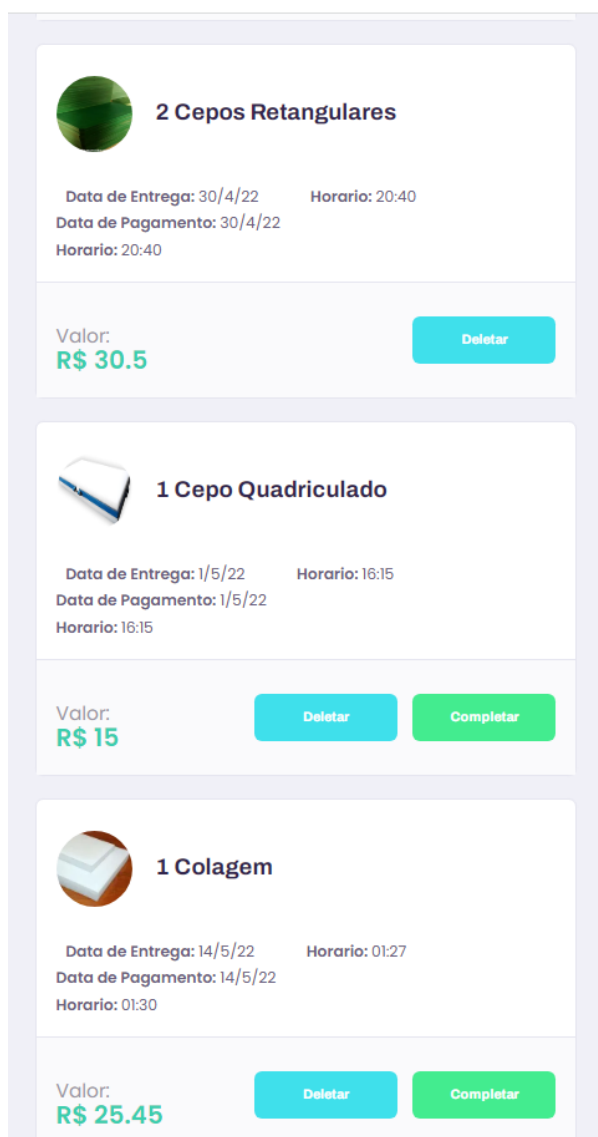 2 Cepos Retangulares
Data de Entrega: 30/4/22 Horario: 20:40
Data de Pagamento: 30/4/22
Horario: 20:40
Valor:
R$ 30.5
Deletar
1 Cepo Quadriculado
Data de Entrega: 1/5/22 Horario: 16:15
Data de Pagamento: 1/5/22
Horario: 16:15
Valor:
R$ 15
Deletar
Completar
1 Colagem
Data de Entrega: 14/5/22 Horario: 01:27
Data de Pagamento: 14/5/22
Horario: 01:30
Valor:
R$ 25.45
Deletar
Completar